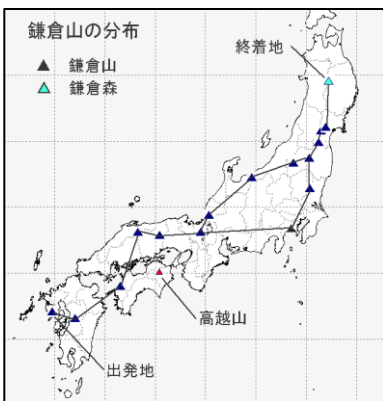 鎌倉山の分布
鎌倉山
鎌倉森
終着地
高越山
出発地